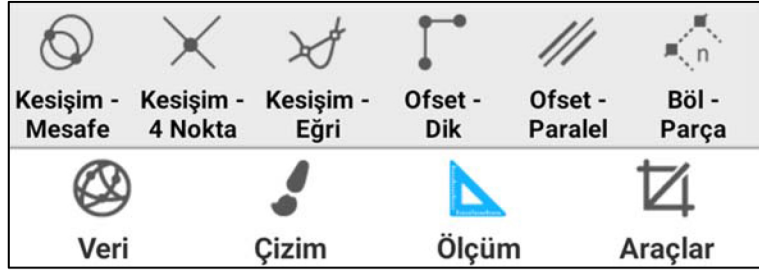 n
Kesişim - Kesişim - Kesişim - Ofset - Ofset - Böl -
Mesafe 4 Nokta Eğri Dik Paralel Parça
Veri Çizim Ölçüm Araçlar